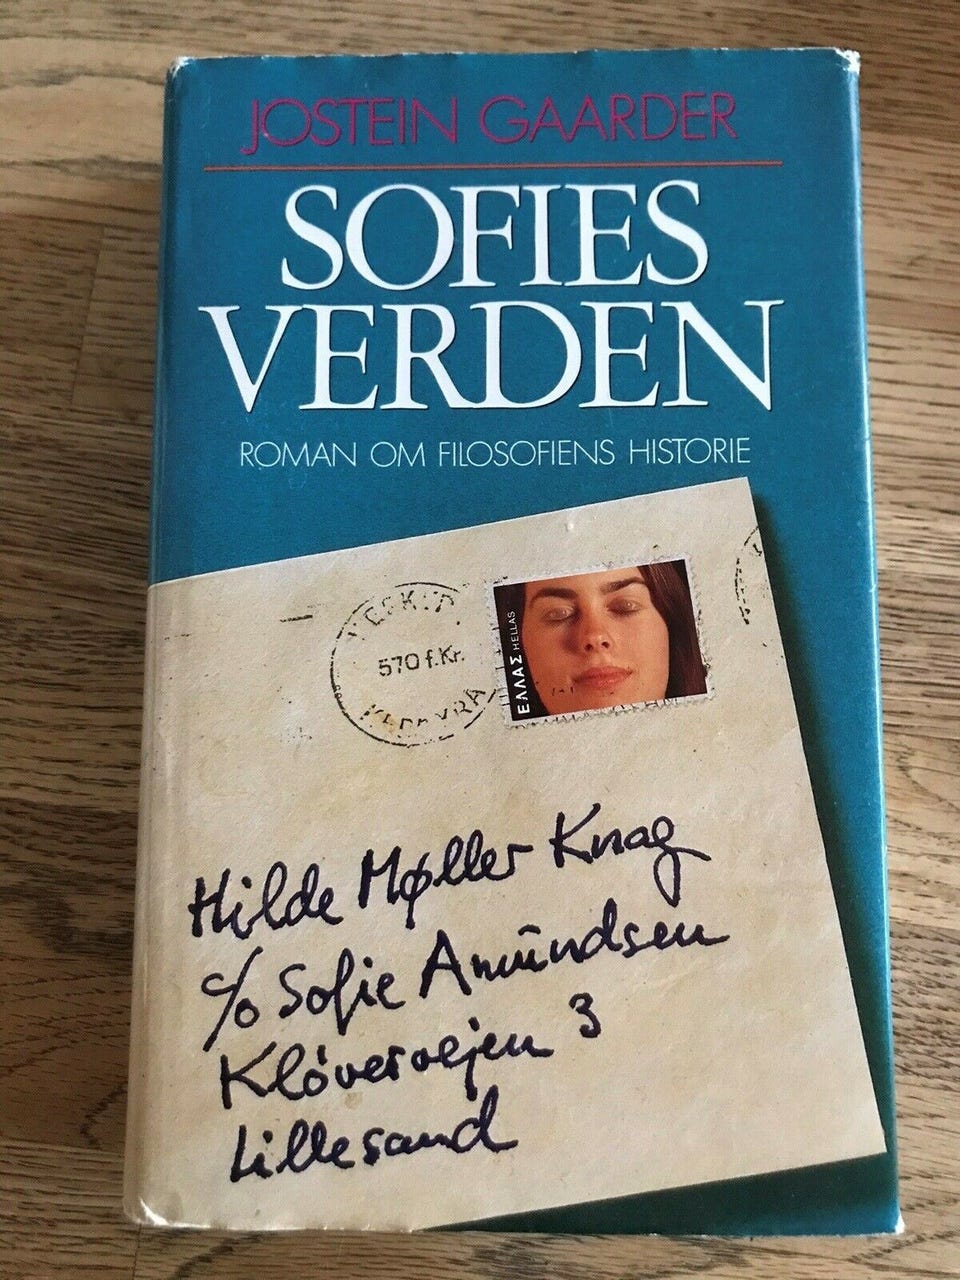 JOSTEIN GAARDER
SOFIES
VERDEN
ROMAN OM FILOSOFIENS HISTORIE
570 f.Kr.
ΕΛΛΑΣ HELLAS
Hilde Møller Knag
c/o Sofie Amundsen
Kløvervejen 3
Lillesand